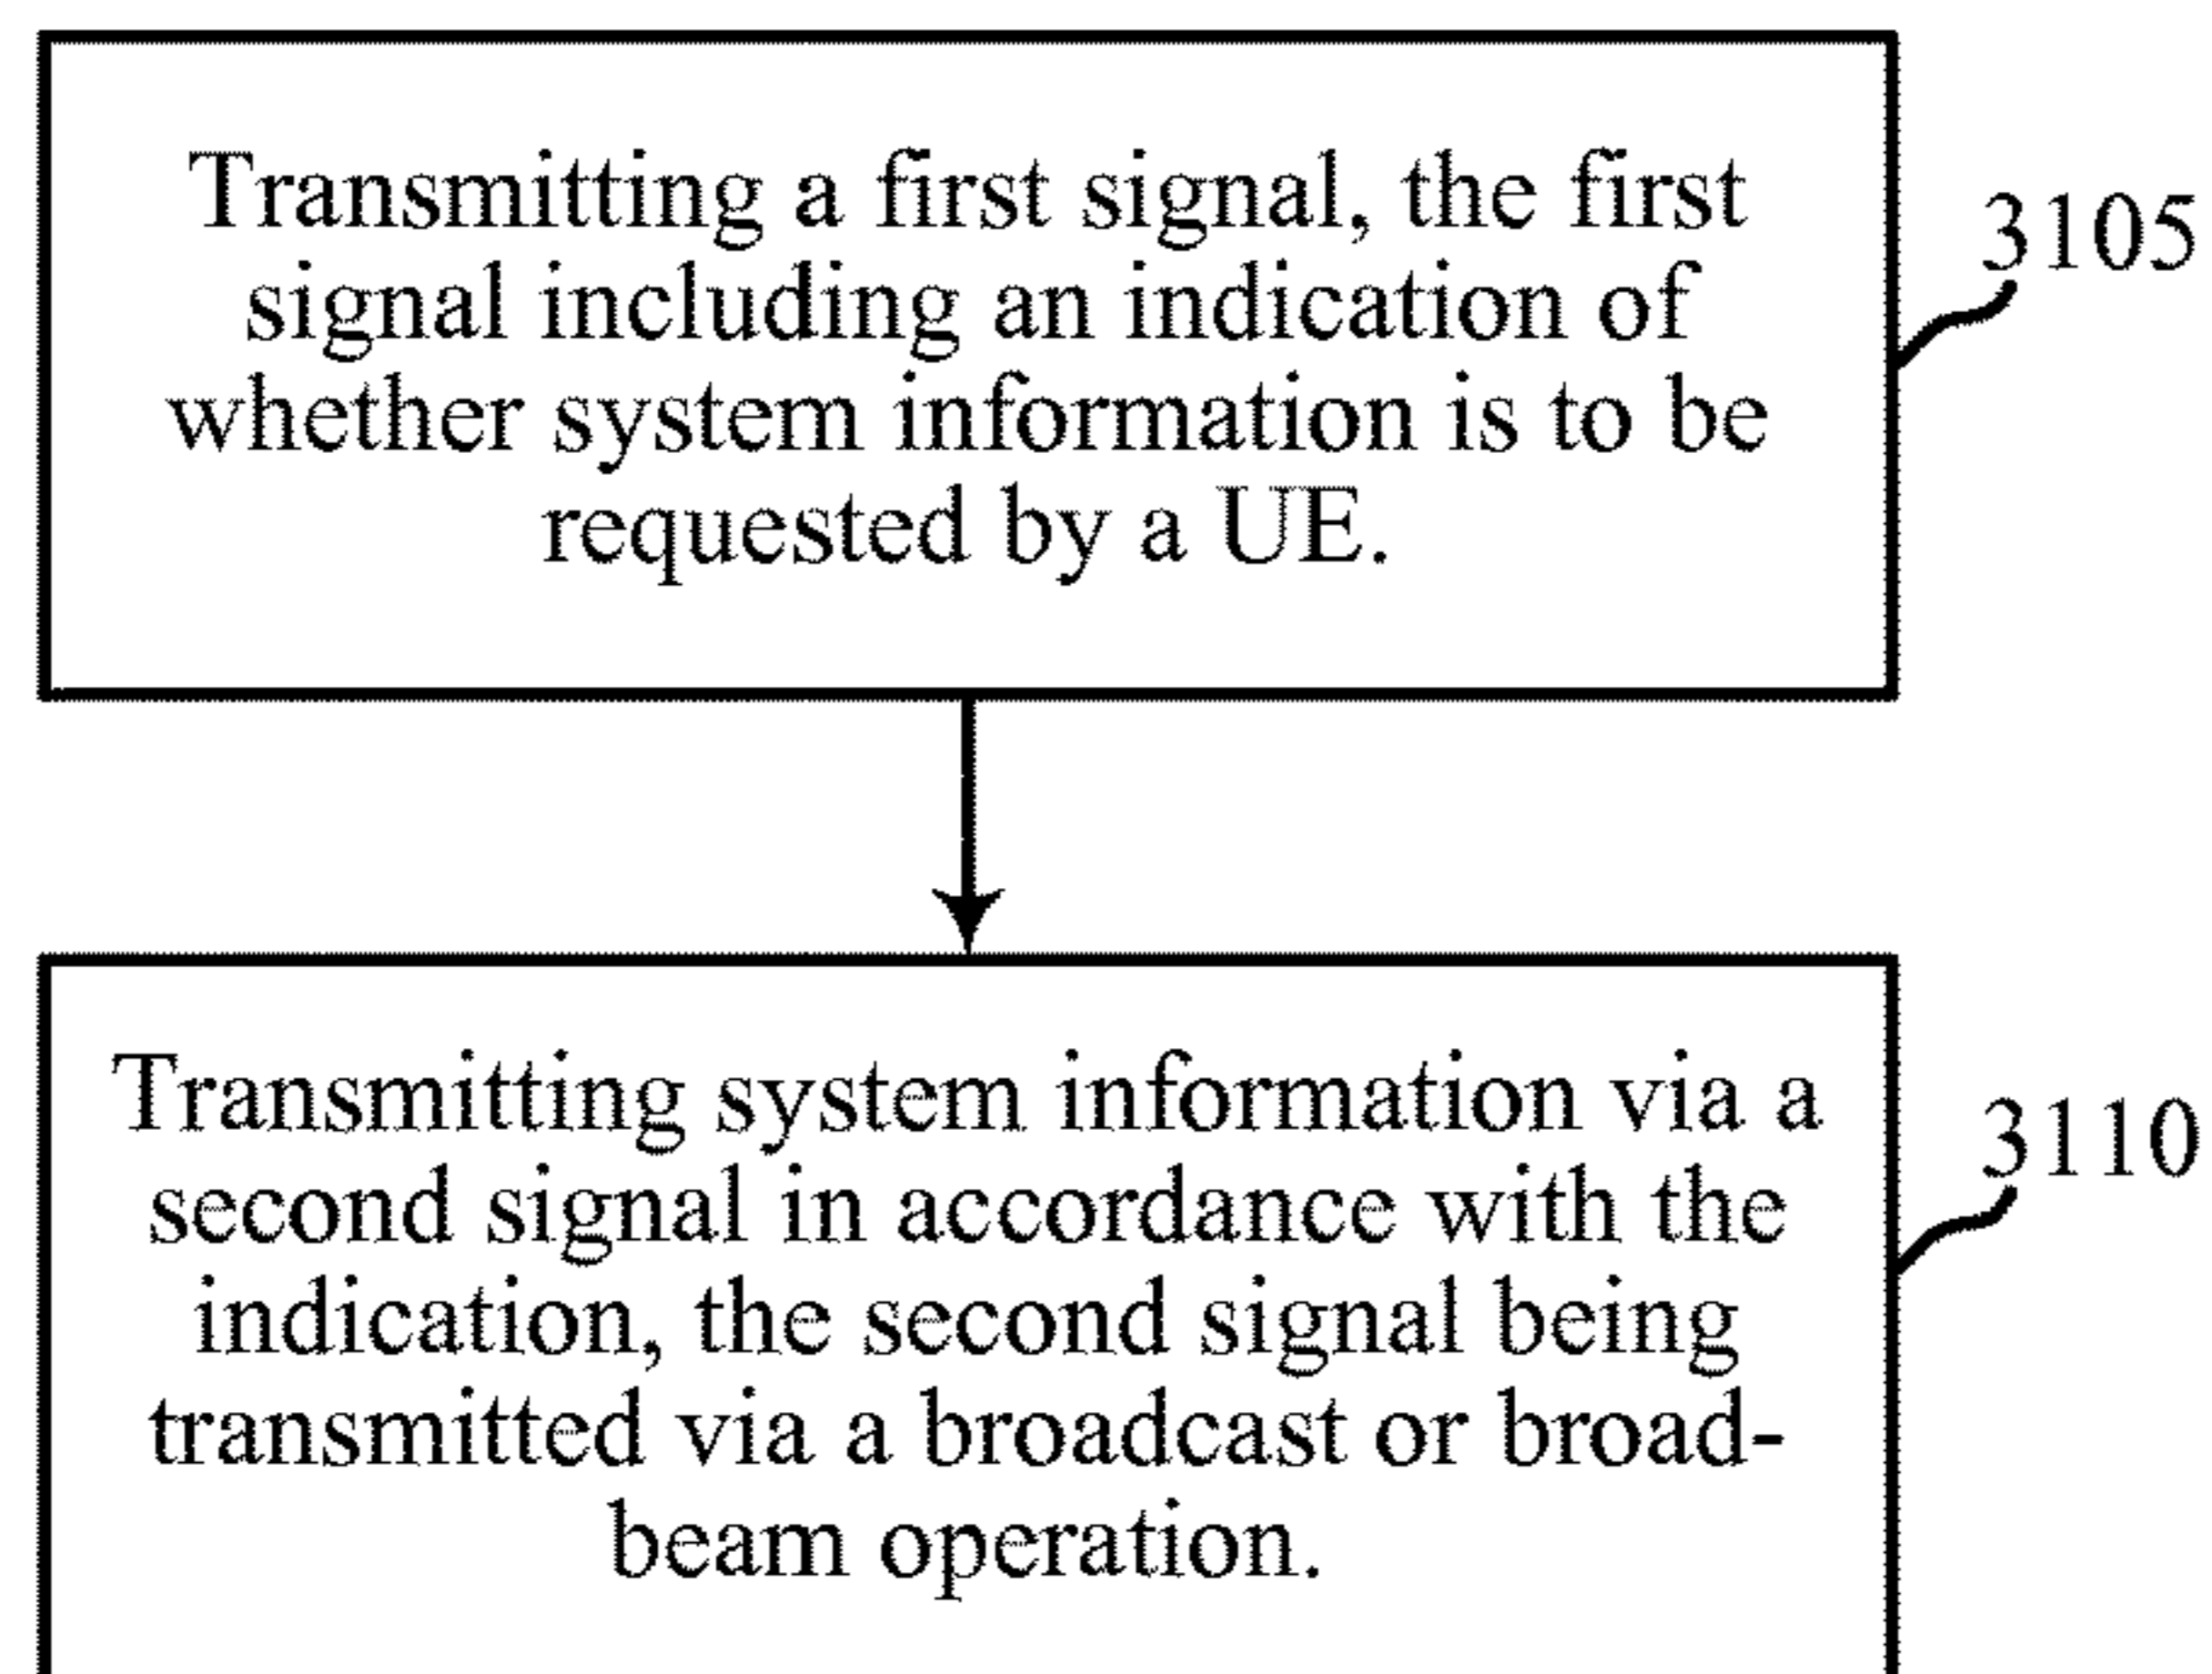 Transmitting a first signal, the first
signal including an indication of
whether system information is to be
requested by a UE.
3105
Transmitting system information via a
second signal in accordance with the
indication, the second signal being
transmitted via a broadcast or broad-
beam operation.
3110